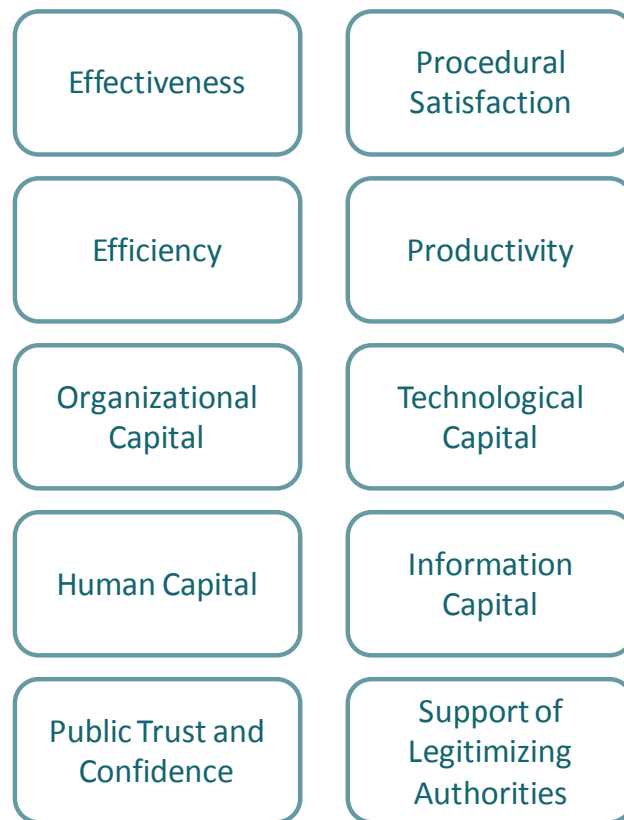 Effectiveness
Procedural
Satisfaction
Efficiency
Productivity
Organizational
Capital
Technological
Capital
Human Capital
Information
Capital
Public Trust and
Confidence
Support of
Legitimizing
Authorities